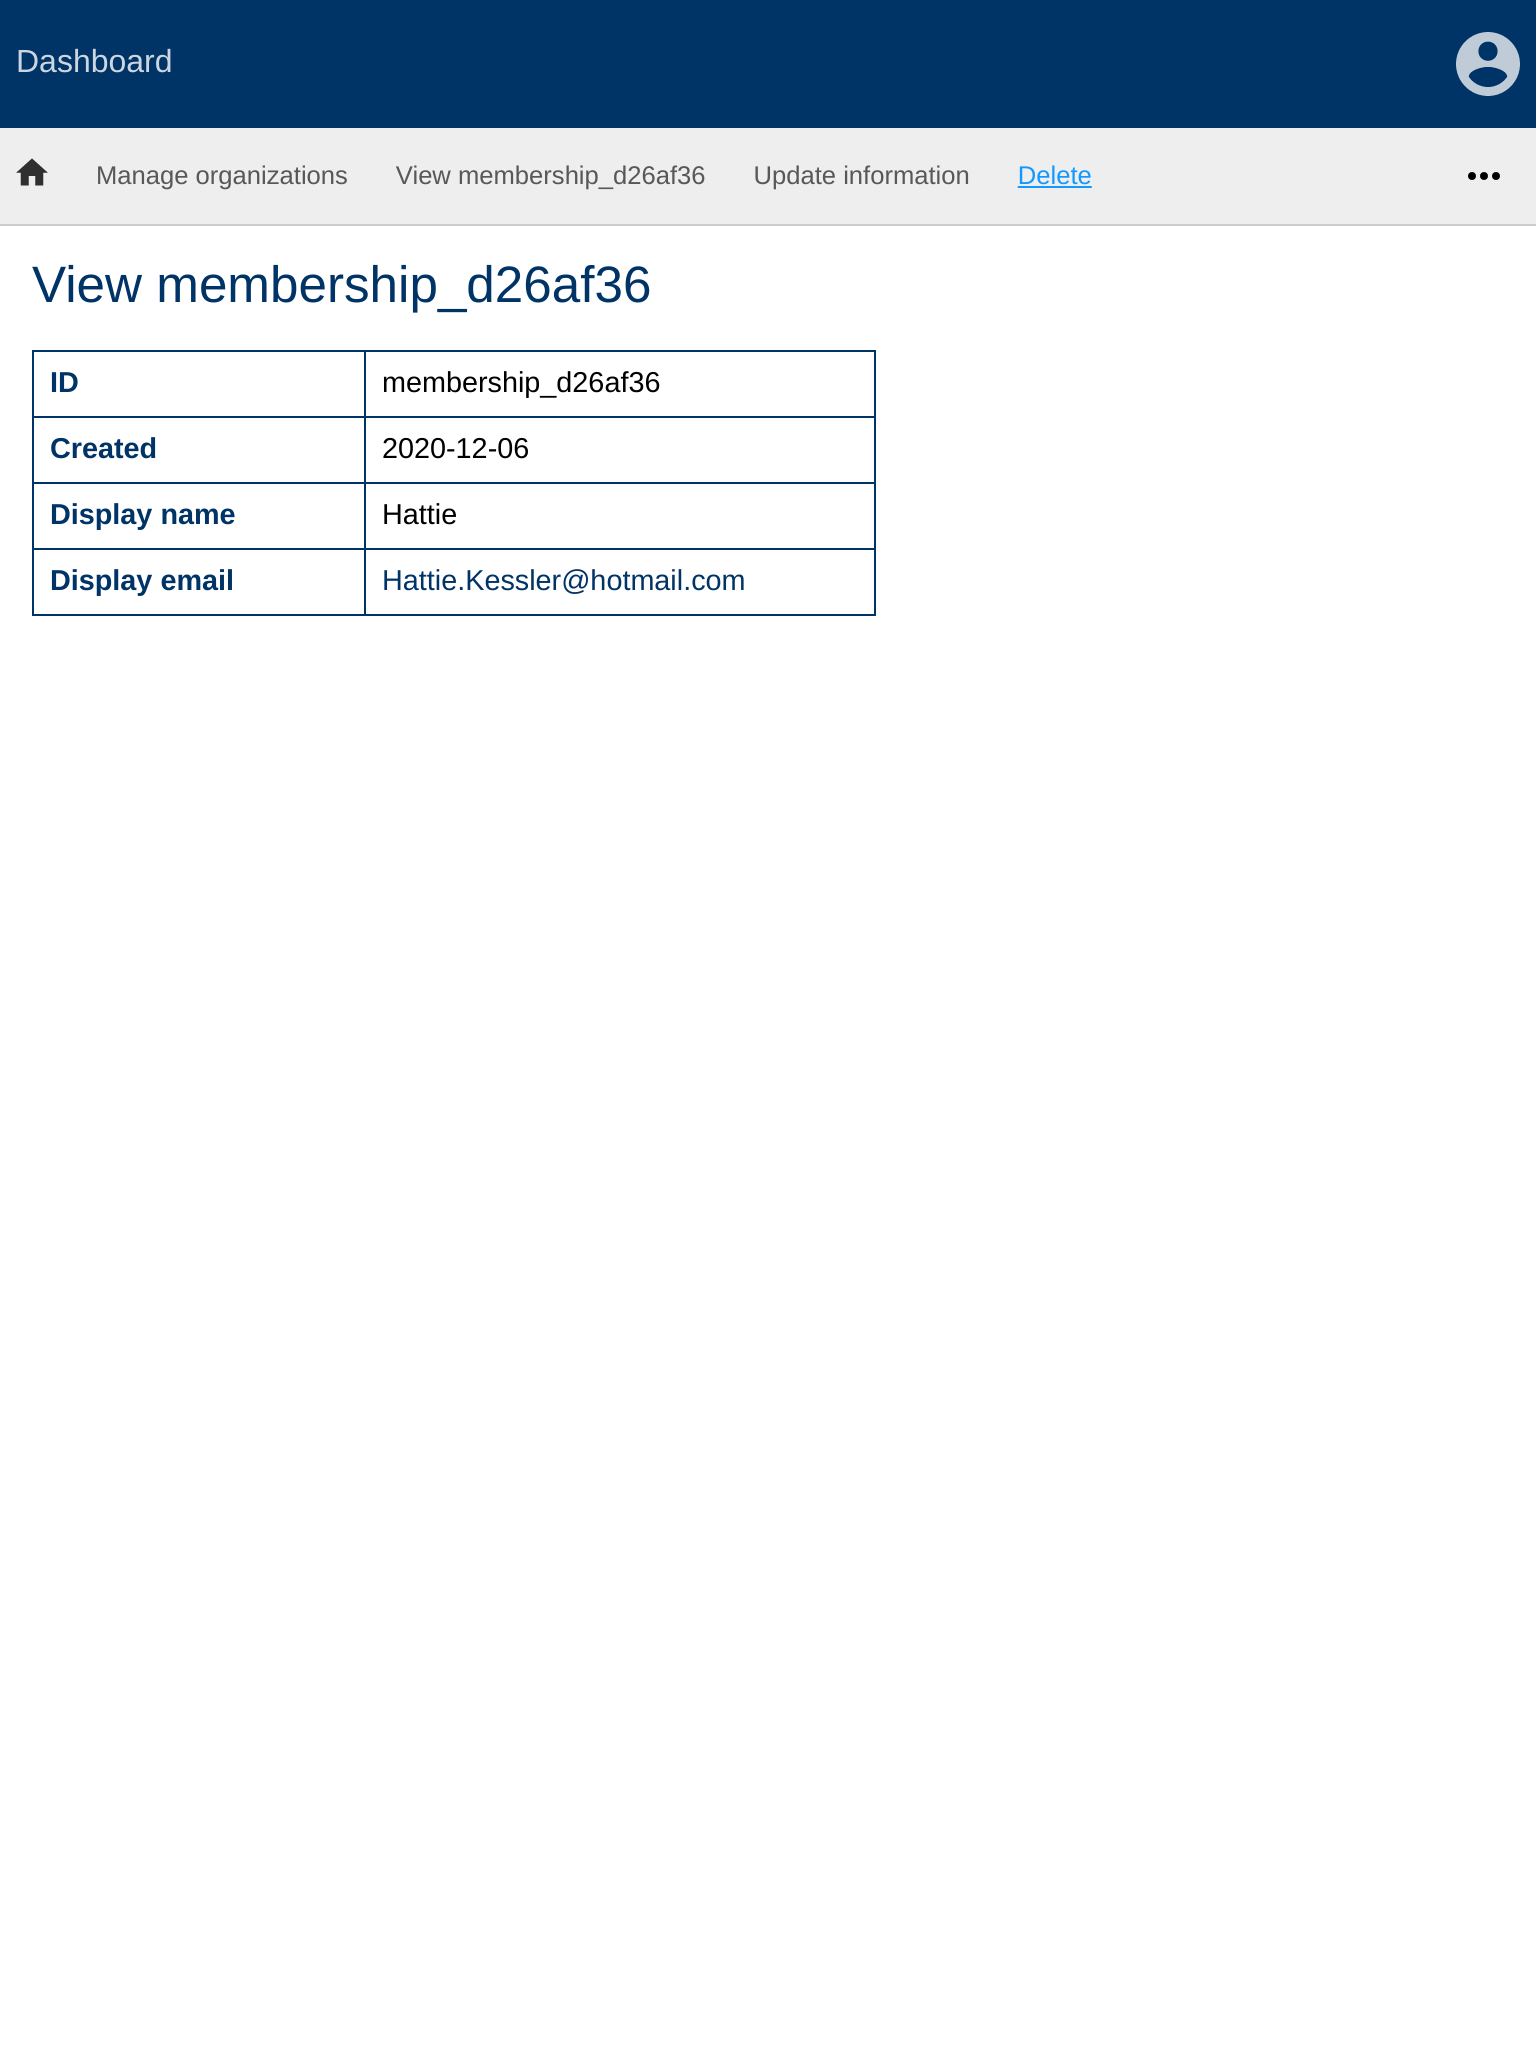 Dashboard
Manage organizations View membership_d26af36 Update information Delete
View membership_d26af36
ID membership_d26af36
Created 2020-12-06
Display name Hattie
Display email Hattie.Kessler@hotmail.com